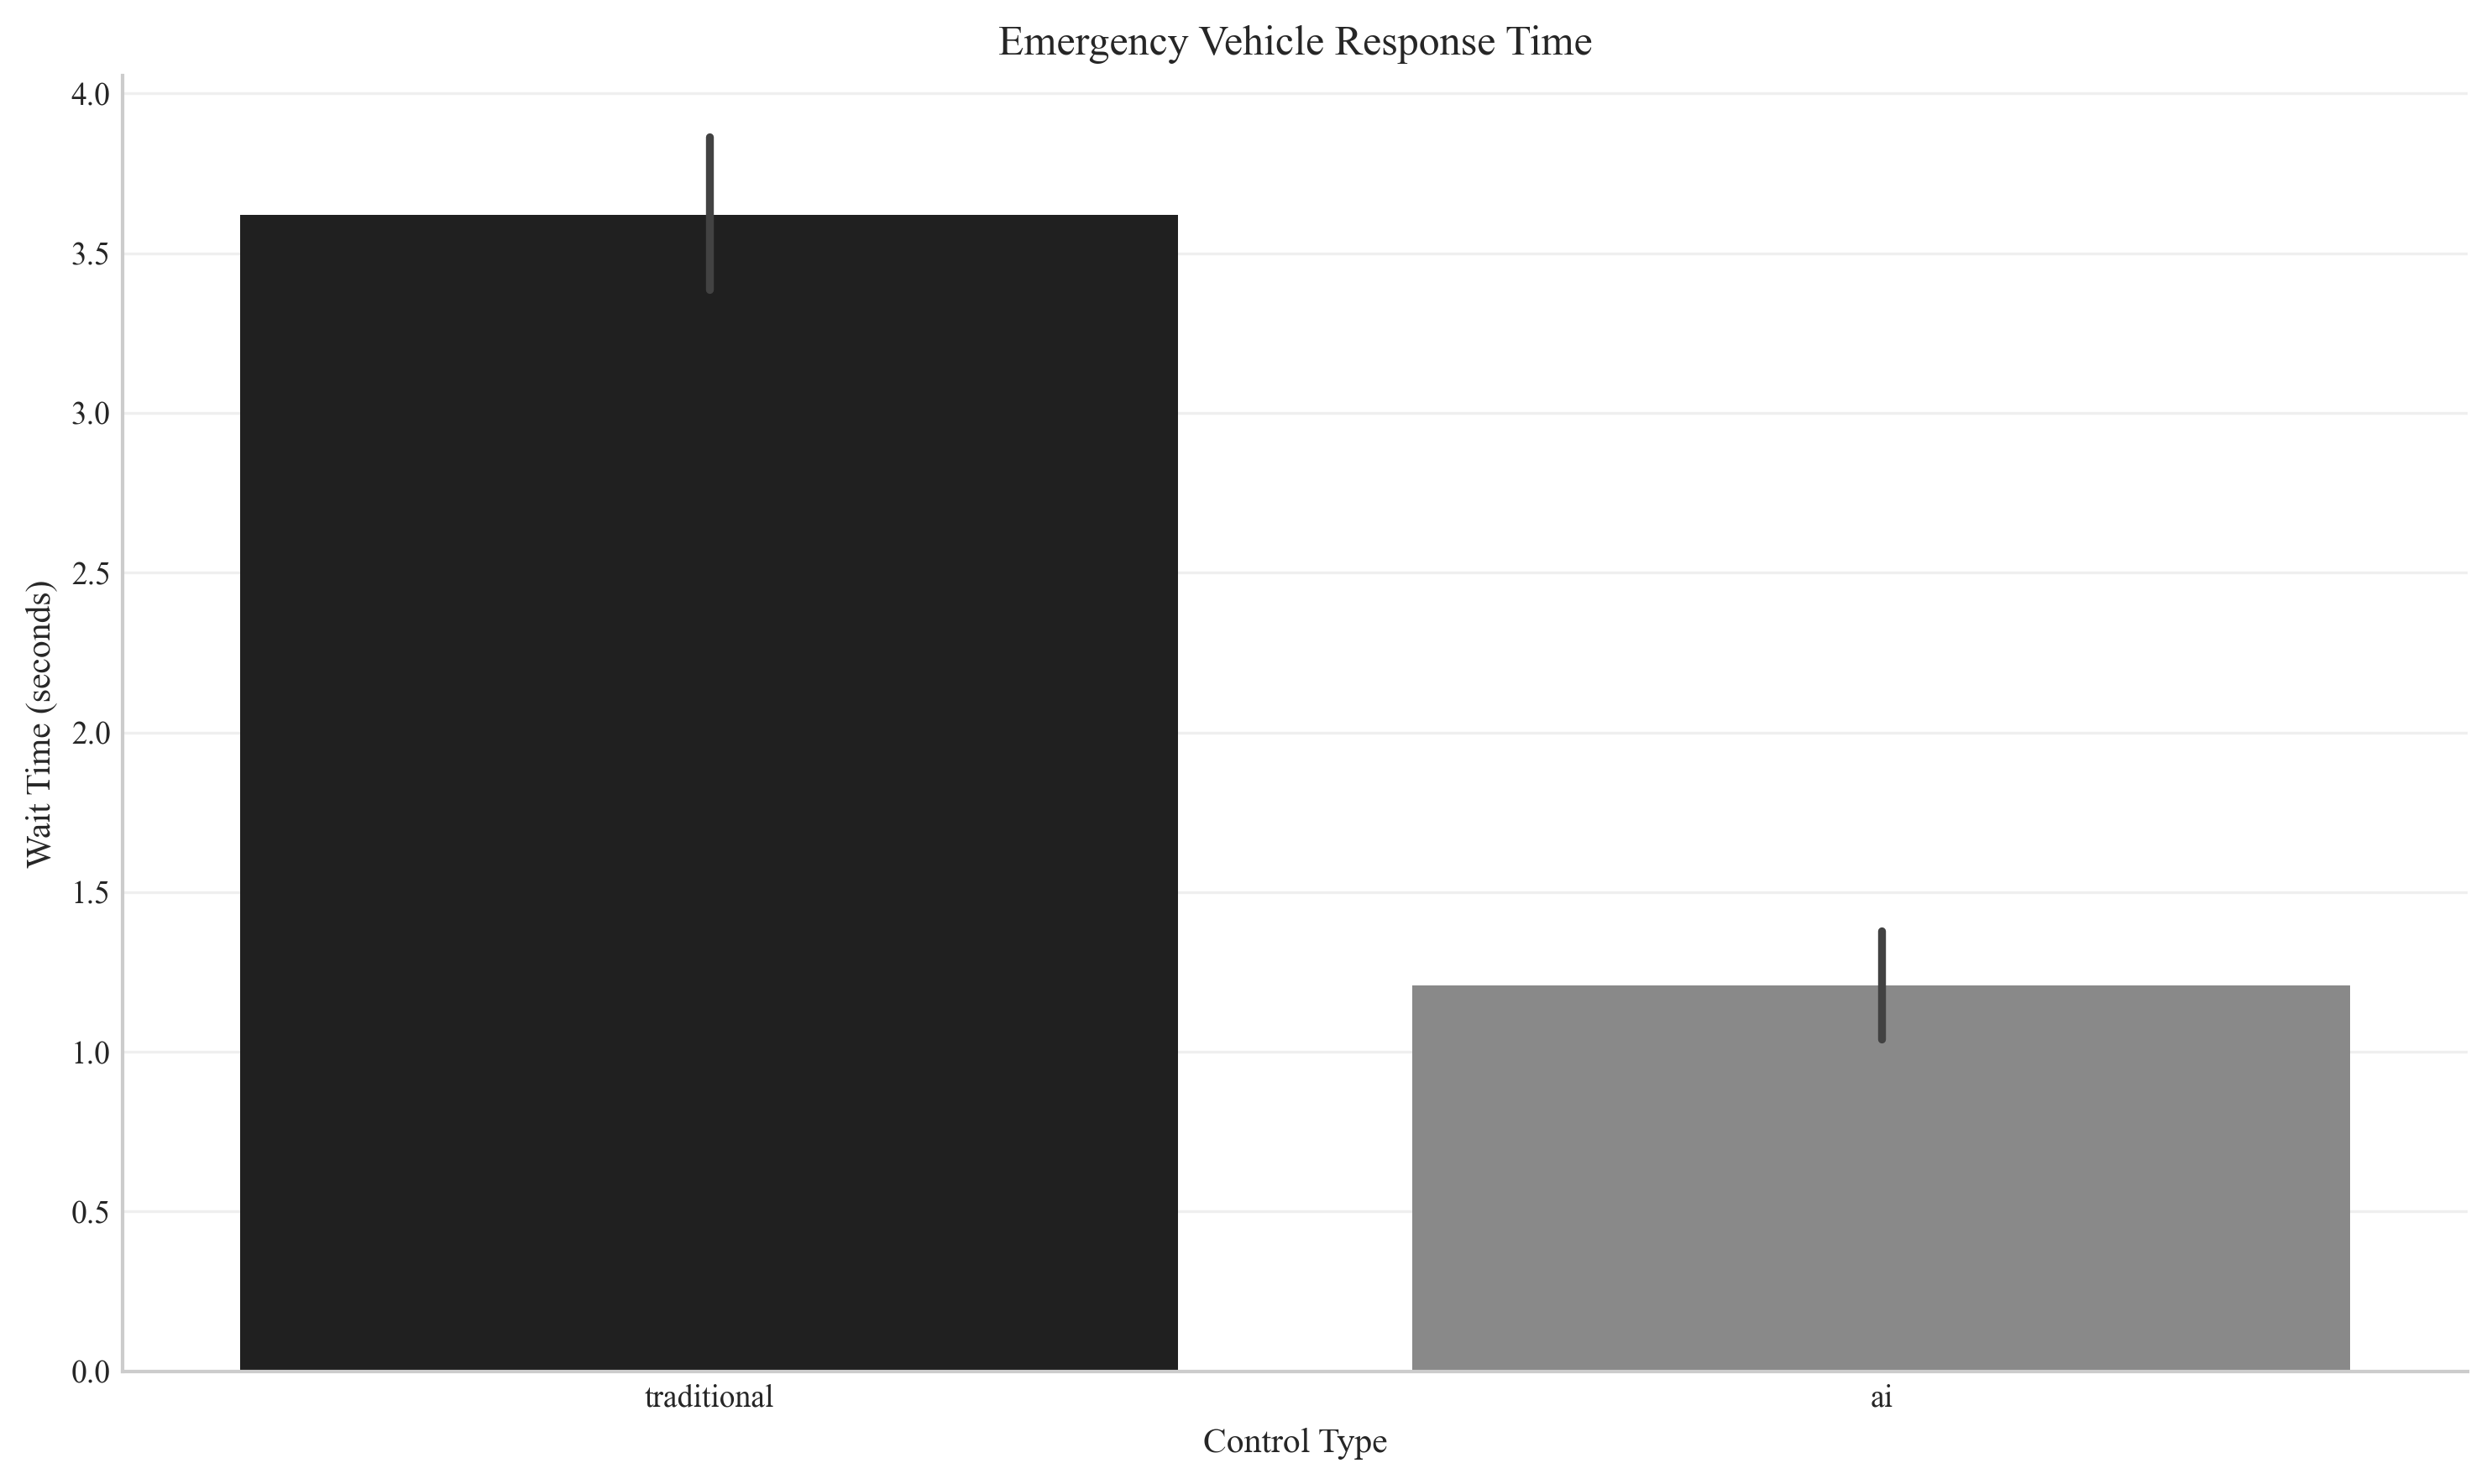 Emergency Vehicle Response Time
4.0
3.5
3.0
2.5
2.0
1.5
1.0
0.5
0.0
Wait Time (seconds)
traditional
ai
Control Type